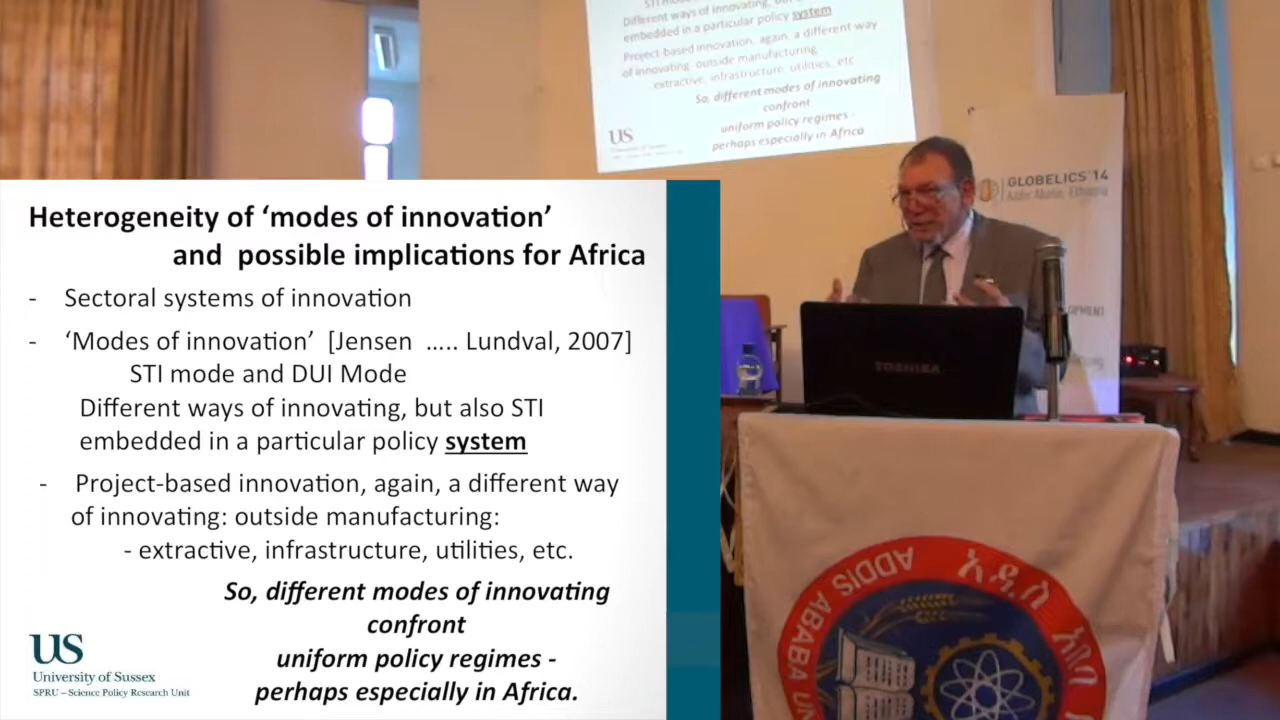 Different ways of innovating, but
embedded in a particular policy system
Project-based innovation, again, a different way
of innovating: outside manufacturing:
extractive, infrastructure, utilities, etc
So, different modes of innovating
confront
uniform policy regimes -
perhaps especially in Africa
US
GLOBELICS'14
Addis Ababa, Ethiopia
Heterogeneity of ‘modes of innovation’
and possible implications for Africa
- Sectoral systems of innovation
- ‘Modes of innovation’ [Jensen ..... Lundval, 2007]
STI mode and DUI Mode
Different ways of innovating, but also STI
embedded in a particular policy system
- Project-based innovation, again, a different way
of innovating: outside manufacturing:
- extractive, infrastructure, utilities, etc.
So, different modes of innovating
confront
uniform policy regimes -
perhaps especially in Africa.
US
University of Sussex
SPRU – Science Policy Research Unit
TOSHIBA
አዲስ አበባ
ADDIS ABABA UN